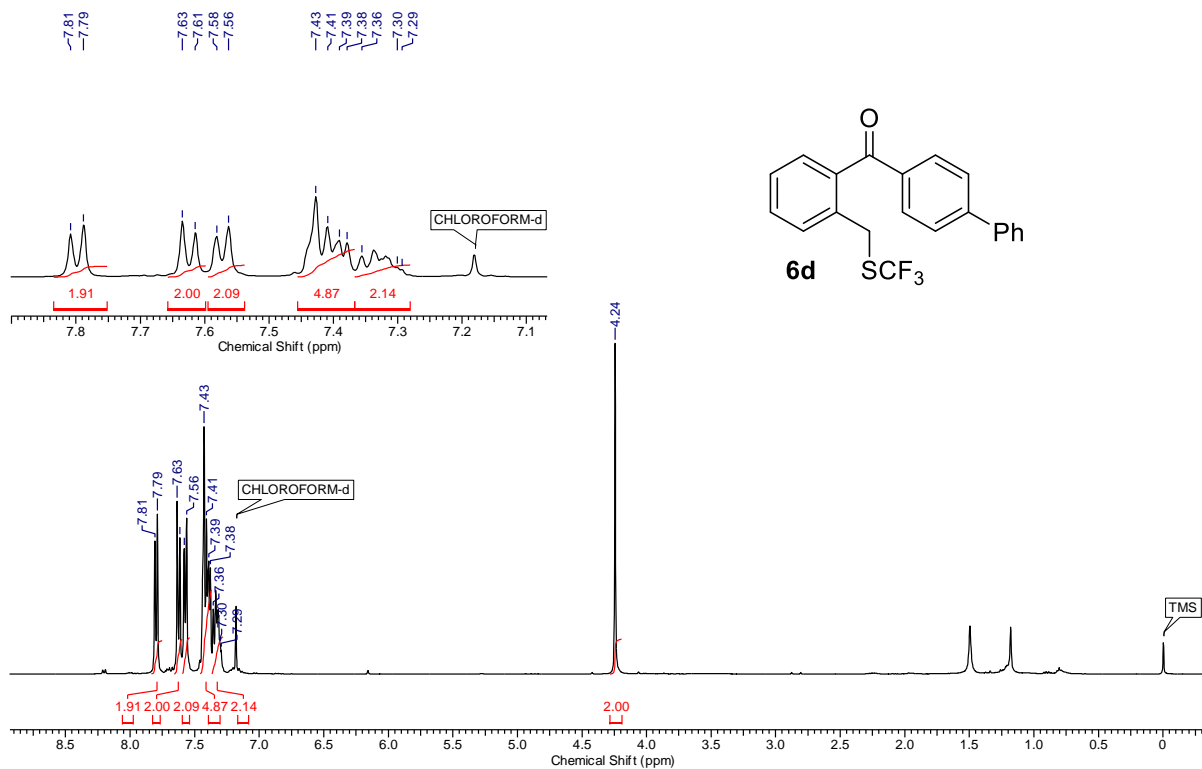 7.81
7.79
7.63
7.61
7.58
7.56
7.43
7.41
7.39
7.38
7.36
7.30
7.29
CHLOROFORM-d
1.91 2.00 2.09 4.87 2.14
7.8 7.7 7.6 7.5 7.4 7.3 7.2 7.1
Chemical Shift (ppm)
O
Ph
6d
SCF3
7.81
7.79
7.63
7.56
7.43
7.41
7.39
7.38
7.36
7.30
7.29
CHLOROFORM-d
4.24
TMS
1.91 2.00 2.09 4.87 2.14 2.00
8.5 8.0 7.5 7.0 6.5 6.0 5.5 5.0 4.5 4.0 3.5 3.0 2.5 2.0 1.5 1.0 0.5 0
Chemical Shift (ppm)